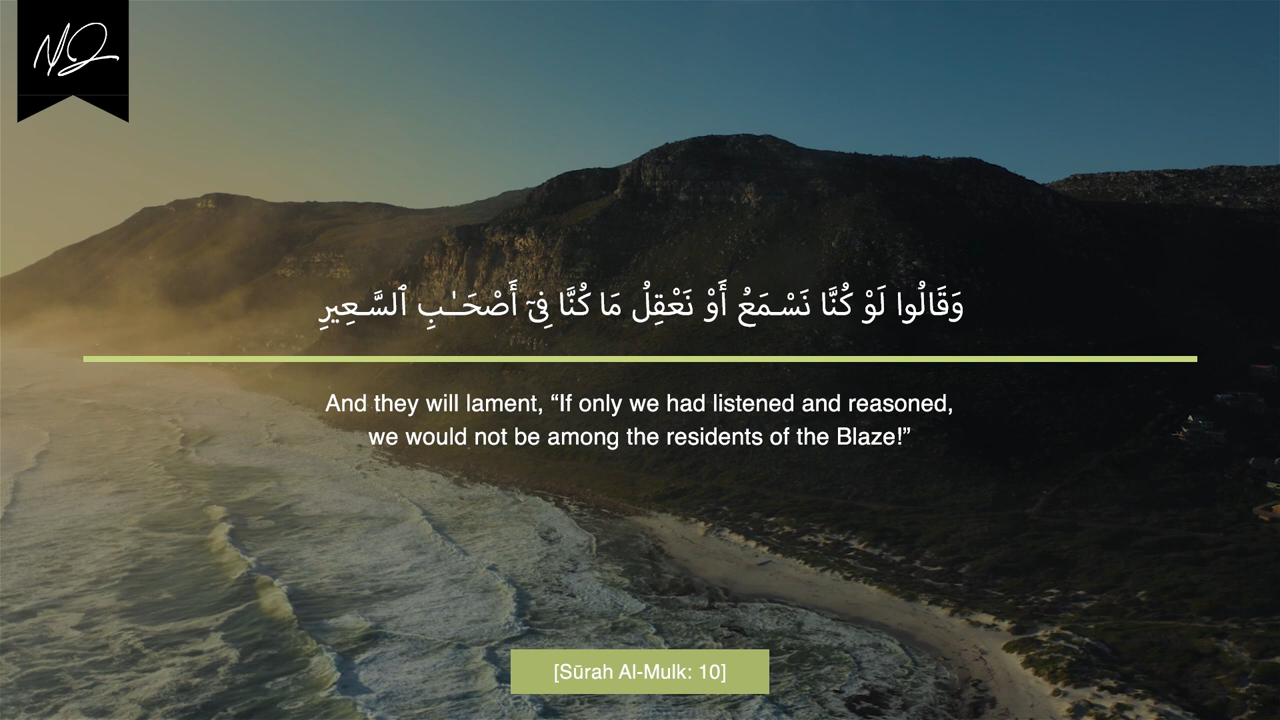 وَقَالُوا لَوْ كُنَّا نَسْمَعُ أَوْ نَعْقِلُ مَا كُنَّا فِىٓ أَصْحَـٰبِ ٱلسَّعِيرِ
And they will lament, “If only we had listened and reasoned,
we would not be among the residents of the Blaze!”
[Sūrah Al-Mulk: 10]